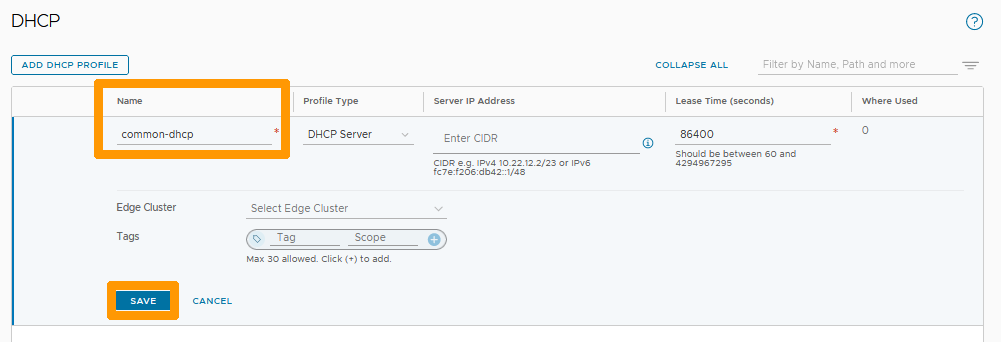 DHCP
ADD DHCP PROFILE
COLLAPSE ALL
Filter by Name, Path and more
Name
Profile Type
Server IP Address
Lease Time (seconds)
Where Used
common-dhcp *
DHCP Server
Enter CIDR
86400 *
0
CIDR e.g. IPv4 10.22.12.2/23 or IPv6
fc7e:f206:db42::1/48
Should be between 60 and
4294967295
Edge Cluster
Select Edge Cluster
Tags
Tag
Scope
Max 30 allowed. Click (+) to add.
SAVE
CANCEL